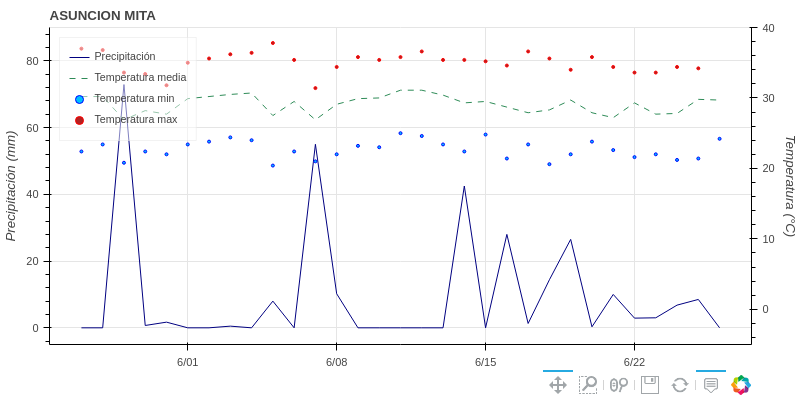 ASUNCION MITA
Precipitación
Temperatura media
Temperatura min
Temperatura max
Precipitación (mm)
80
60
40
20
0
Temperatura (°C)
40
30
20
10
0
6/01
6/08
6/15
6/22